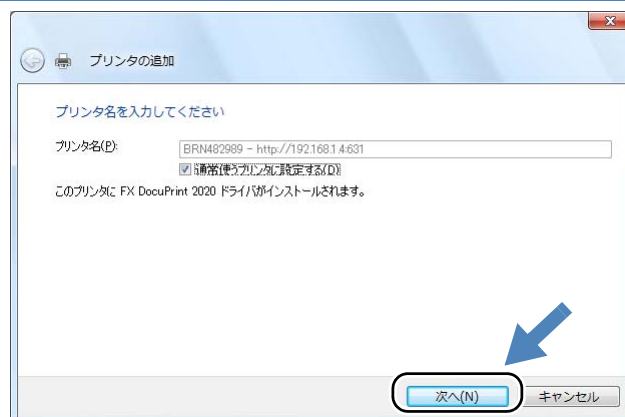 プリンタの追加
プリンタ名を入力してください
プリンタ名(P):
BRN482989 - http://192.168.1.4:631
通常使うプリンタに設定する(D)
このプリンタに FX DocuPrint 2020 ドライバがインストールされます。
次へ(N)
キャンセル